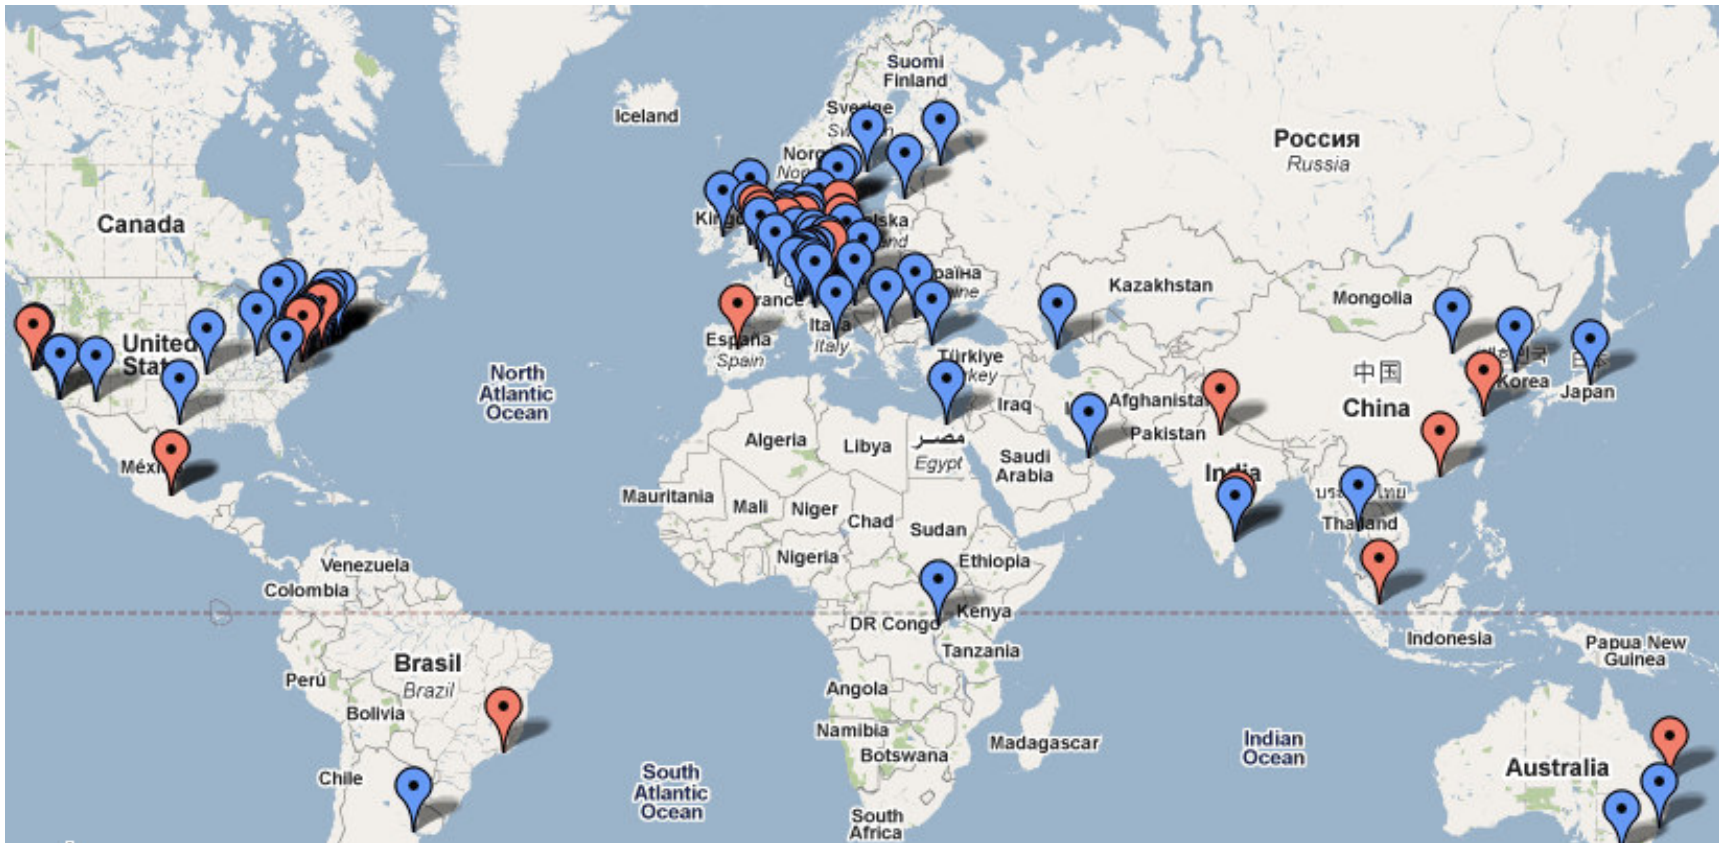 Suomi
Finland
Iceland
Sverige
Россия
Russia
Canada
Kazakhstan
Mongolia
United
Italy
España
Spain
Türkiye
North
Atlantic
Ocean
中国
China
Korea
Japan
Iraq
Pakistan
Algeria
Libya
مصر
Egypt
Saudi
Arabia
India
Mauritania
Mali
Niger
Chad
Sudan
Thailand
Nigeria
Ethiopia
Venezuela
Colombia
Kenya
DR Congo
Tanzania
Indonesia
Papua New
Guinea
Brasil
Brazil
Perú
Bolivia
Angola
Namibia
Botswana
Madagascar
Indian
Ocean
Chile
South
Atlantic
Ocean
Australia
South
Africa